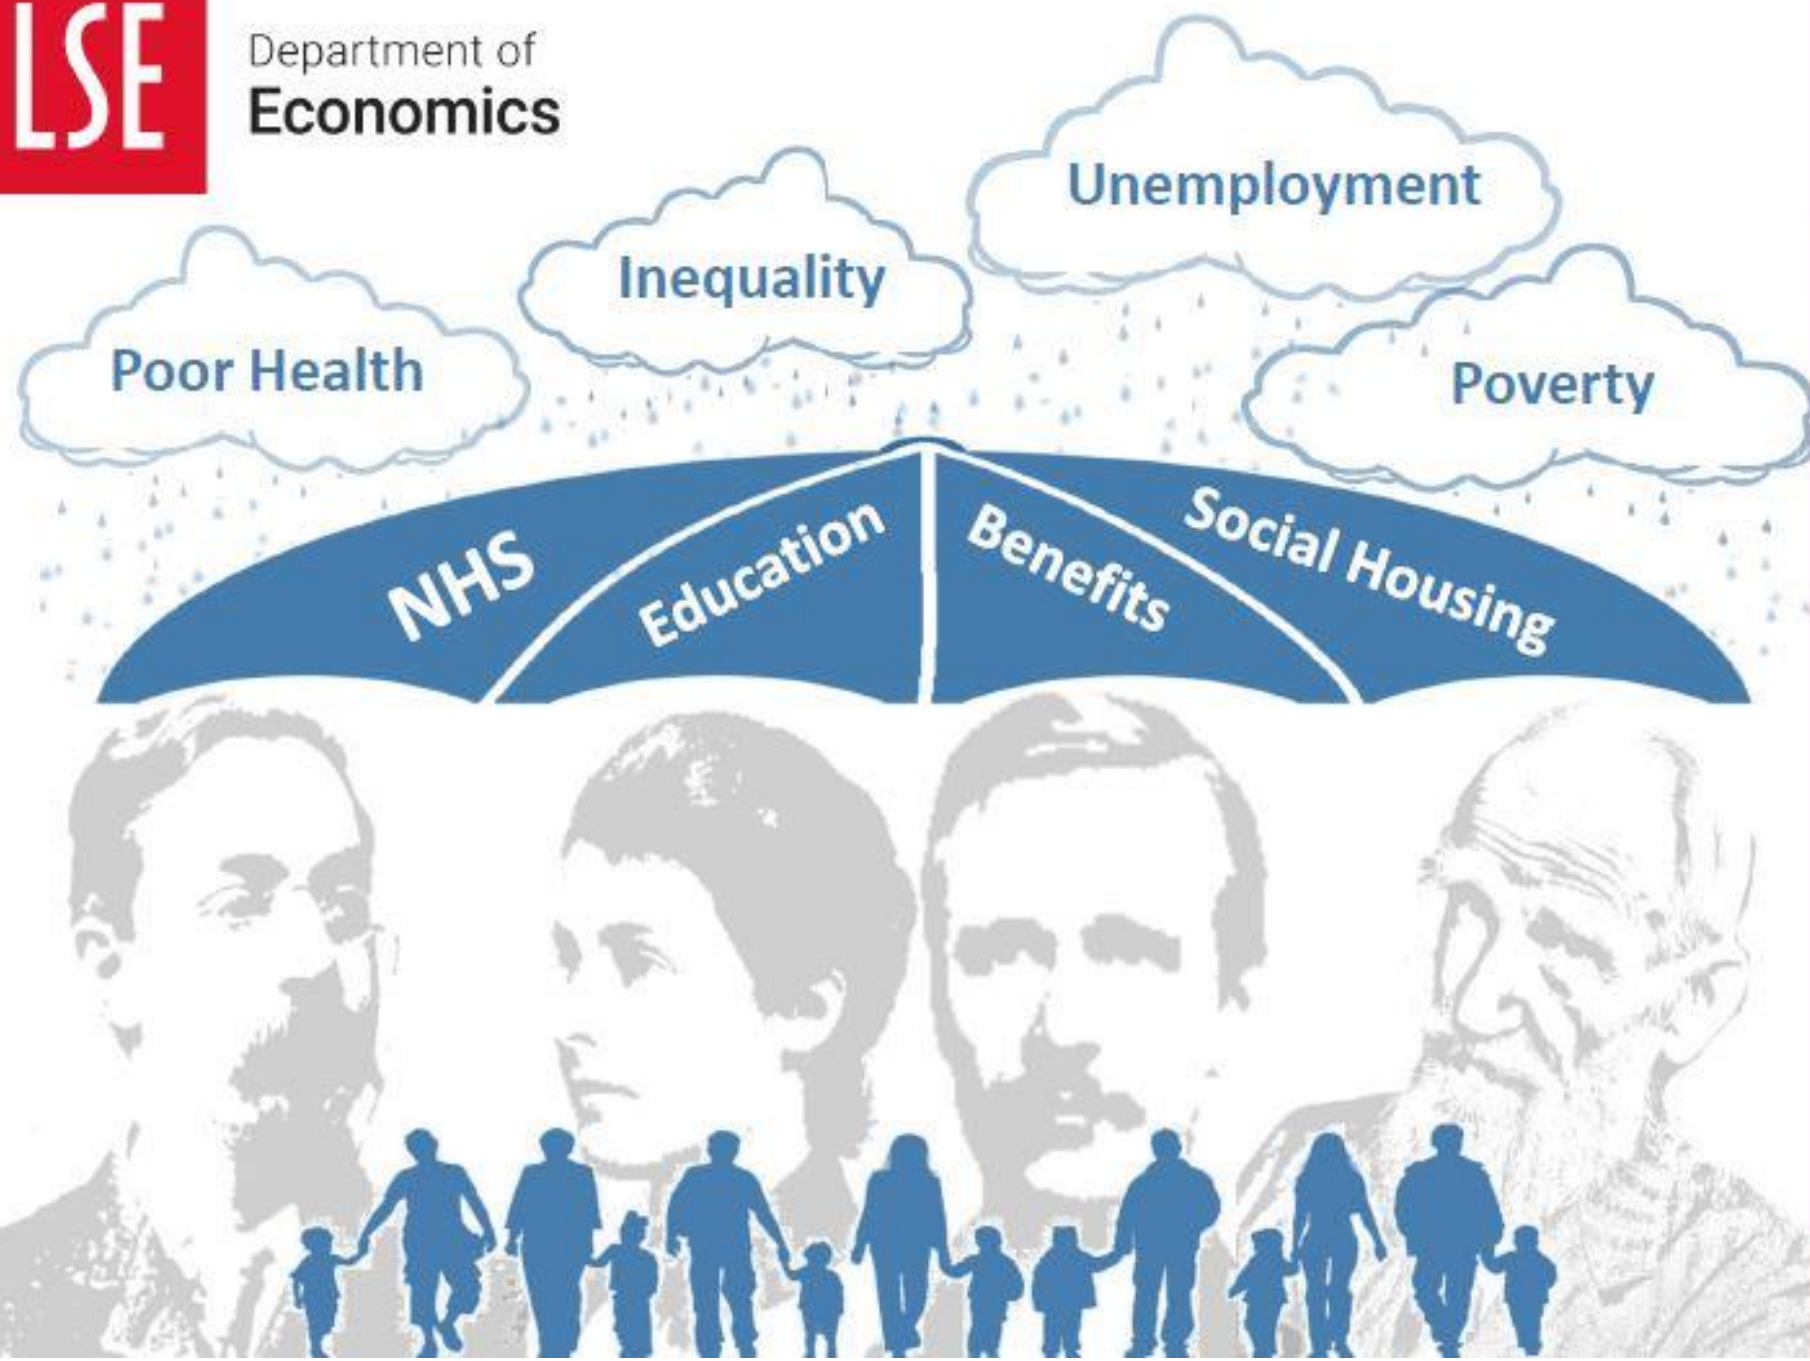 LSE
Department of
Economics
Unemployment
Inequality
Poor Health
Poverty
NHS
Education
Benefits
Social Housing